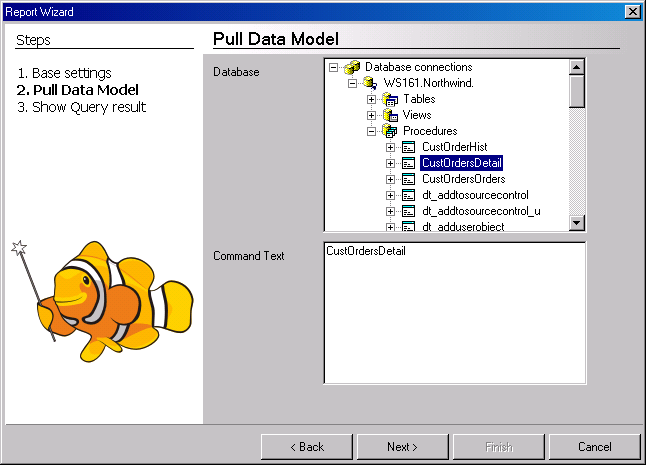 Report Wizard
Steps
1. Base settings
2. Pull Data Model
3. Show Query result
Pull Data Model
Database
Database connections
WS161.Northwind.
Tables
Views
Procedures
CustOrderHist
CustOrdersDetail
CustOrdersOrders
dt_addtosourcecontrol
dt_addtosourcecontrol_u
dt_adduserobject
Command Text
CustOrdersDetail
< Back
Next >
Finish
Cancel